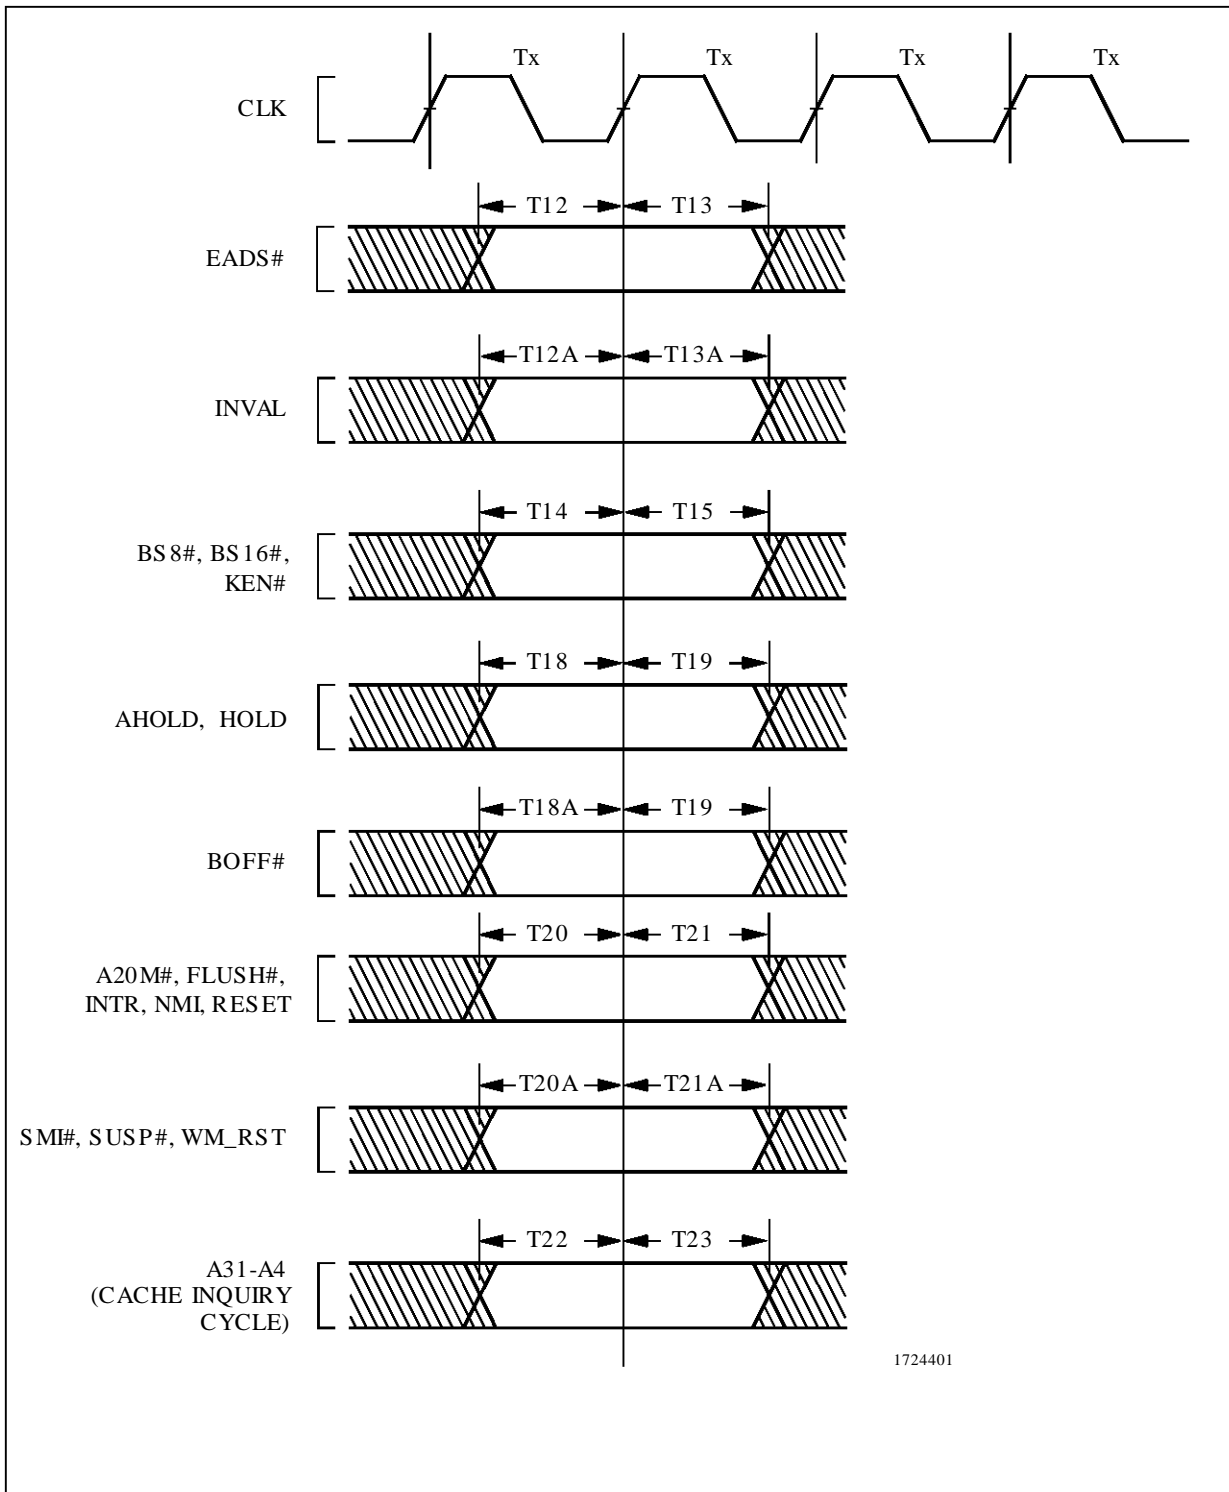 Tx Tx Tx Tx
CLK
T12 T13
EADS#
T12A T13A
INVAL
T14 T15
BS8#, BS16#,
KEN#
T18 T19
AHOLD, HOLD
T18A T19
BOFF#
T20 T21
A20M#, FLUSH#,
INTR, NMI, RESET
T20A T21A
SMI#, SUSP#, WM_RST
T22 T23
A31-A4
(CACHE INQUIRY
CYCLE)
1724401